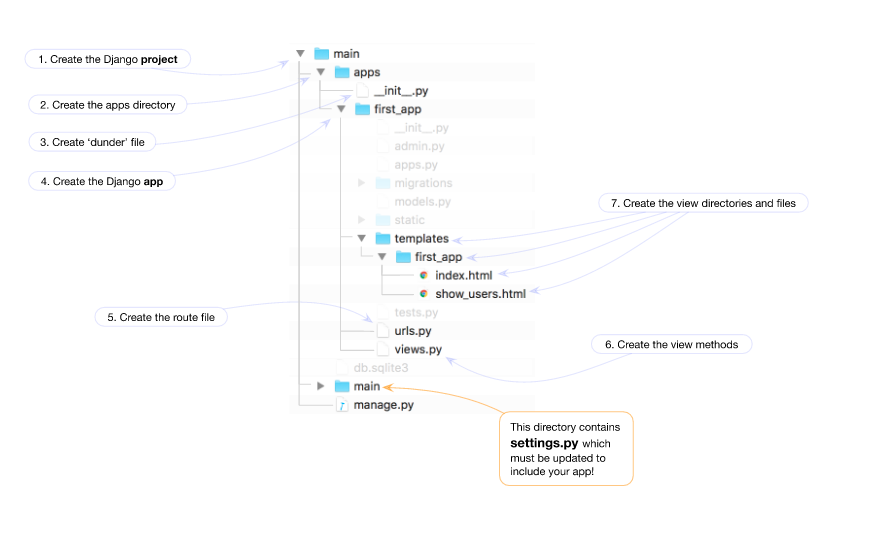 main
1. Create the Django project
apps
__init__.py
2. Create the apps directory
first_app
__init__.py
3. Create ‘dunder’ file
admin.py
apps.py
4. Create the Django app
migrations
models.py
7. Create the view directories and files
static
templates
first_app
index.html
show_users.html
tests.py
5. Create the route file
urls.py
6. Create the view methods
views.py
db.sqlite3
main
manage.py
This directory contains
settings.py which
must be updated to
include your app!